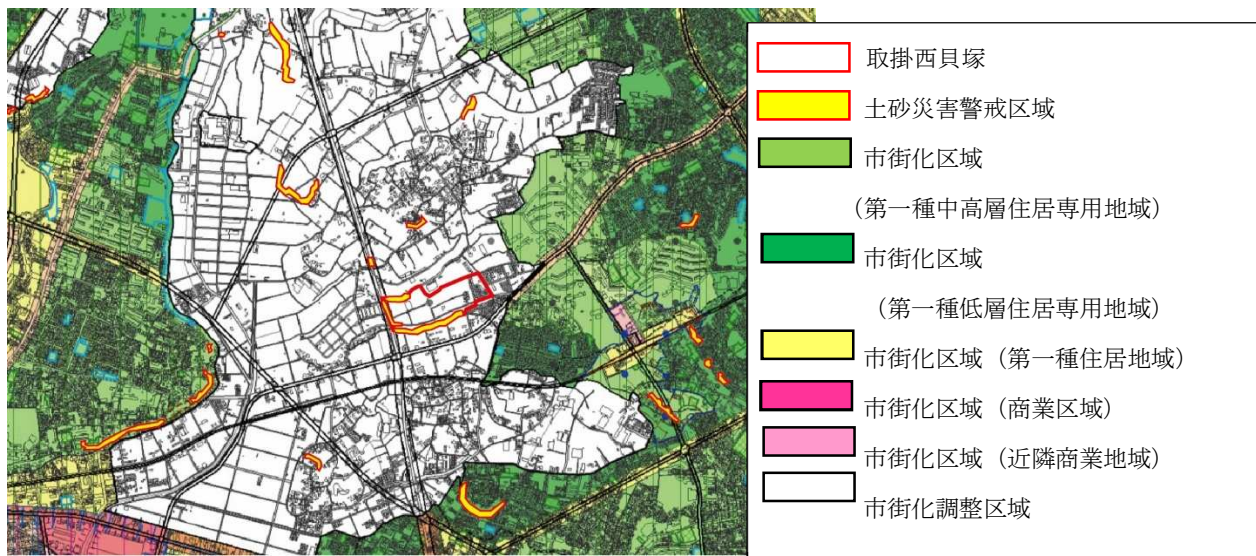 取掛西貝塚
土砂災害警戒区域
市街化区域
（第一種中高層住居専用地域）
市街化区域
（第一種低層住居専用地域）
市街化区域（第一種住居地域）
市街化区域（商業区域）
市街化区域（近隣商業地域）
市街化調整区域